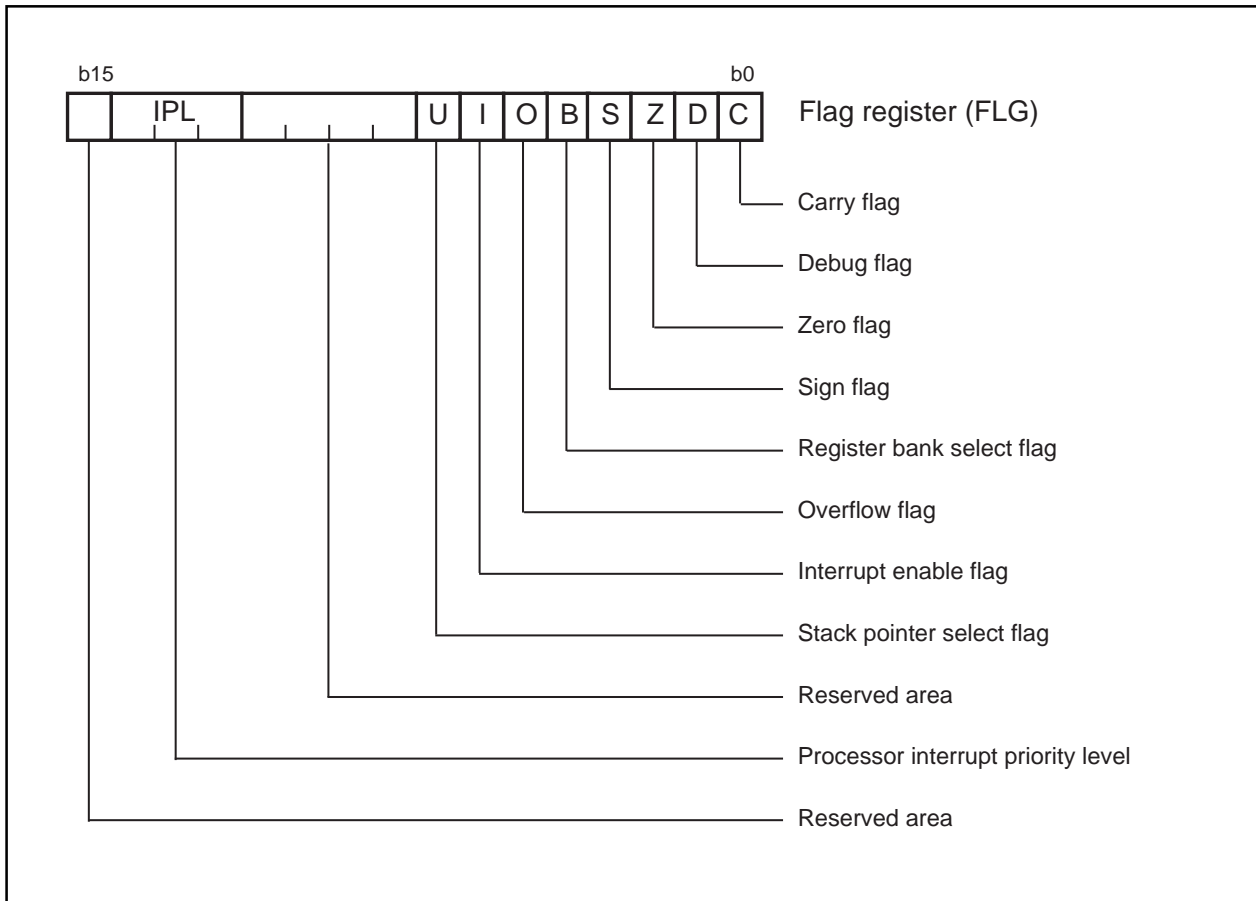 b15 b0
IPL U I O B S Z D C Flag register (FLG)
Carry flag
Debug flag
Zero flag
Sign flag
Register bank select flag
Overflow flag
Interrupt enable flag
Stack pointer select flag
Reserved area
Processor interrupt priority level
Reserved area